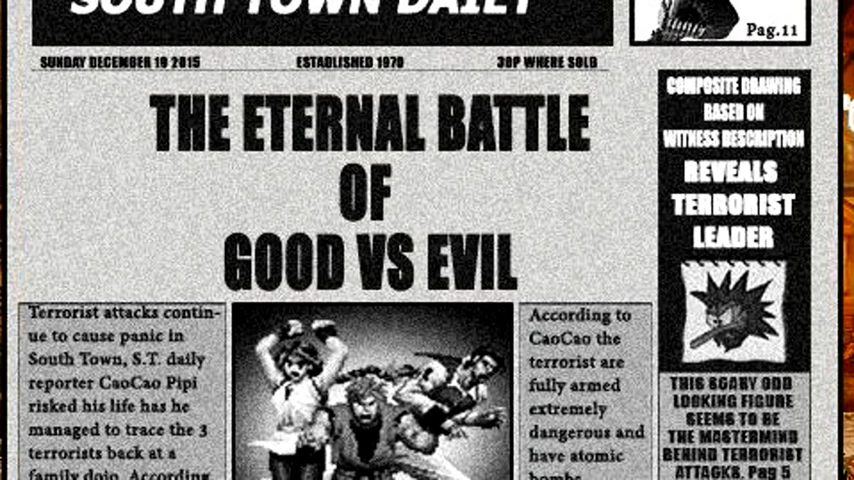 SOUTH TOWN DAILY
Pag.11
SUNDAY DECEMBER 19 2015
ESTABLISHED 1970
30P WHERE SOLD
THE ETERNAL BATTLE
OF
GOOD VS EVIL
Terrorist attacks contin-
ue to cause panic in
South Town, S.T. daily
reporter CaoCao Pipi
risked his life has he
managed to trace the 3
terrorists back at a
family dojo. According
According to
CaoCao the
terrorist are
fully armed
extremely
dangerous and
have atomic
bombs
COMPOSITE DRAWING
BASED ON
WITNESS DESCRIPTION
REVEALS
TERRORIST
LEADER
THIS SCARY ODD
LOOKING FIGURE
SEEMS TO BE
THE MASTERMIND
BEHIND TERRORIST
ATTACKS. Pag 5